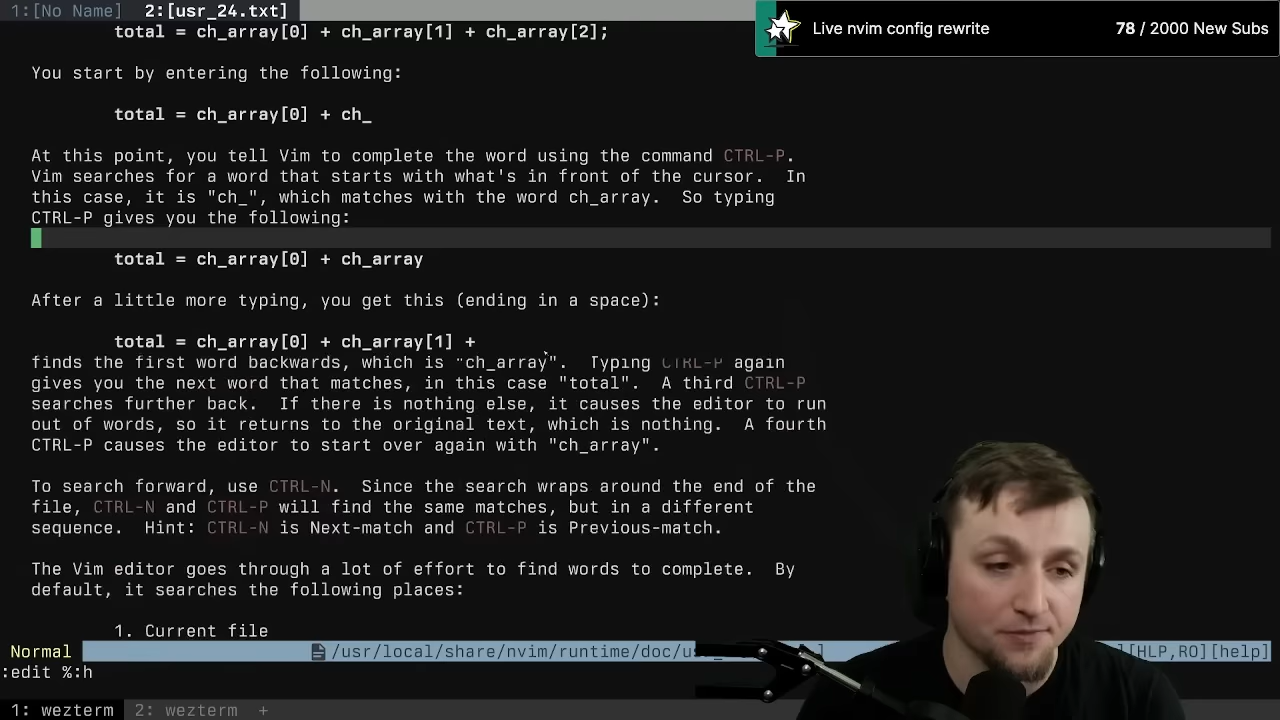 1:[No Name]  2:[usr_24.txt]
Live nvim config rewrite 78 / 2000 New Subs
total = ch_array[0] + ch_array[1] + ch_array[2];
You start by entering the following:
total = ch_array[0] + ch_
At this point, you tell Vim to complete the word using the command CTRL-P.
Vim searches for a word that starts with what's in front of the cursor.  In
this case, it is "ch_", which matches with the word ch_array.  So typing
CTRL-P gives you the following:
total = ch_array[0] + ch_array
After a little more typing, you get this (ending in a space):
total = ch_array[0] + ch_array[1] +
finds the first word backwards, which is "ch_array".  Typing CTRL-P again
gives you the next word that matches, in this case "total".  A third CTRL-P
searches further back.  If there is nothing else, it causes the editor to run
out of words, so it returns to the original text, which is nothing.  A fourth
CTRL-P causes the editor to start over again with "ch_array".
To search forward, use CTRL-N.  Since the search wraps around the end of the
file, CTRL-N and CTRL-P will find the same matches, but in a different
sequence.  Hint: CTRL-N is Next-match and CTRL-P is Previous-match.
The Vim editor goes through a lot of effort to find words to complete.  By
default, it searches the following places:
1. Current file
Normal /usr/local/share/nvim/runtime/doc/us [HLP,RO][help]
:edit %:h
1: wezterm  2: wezterm  +